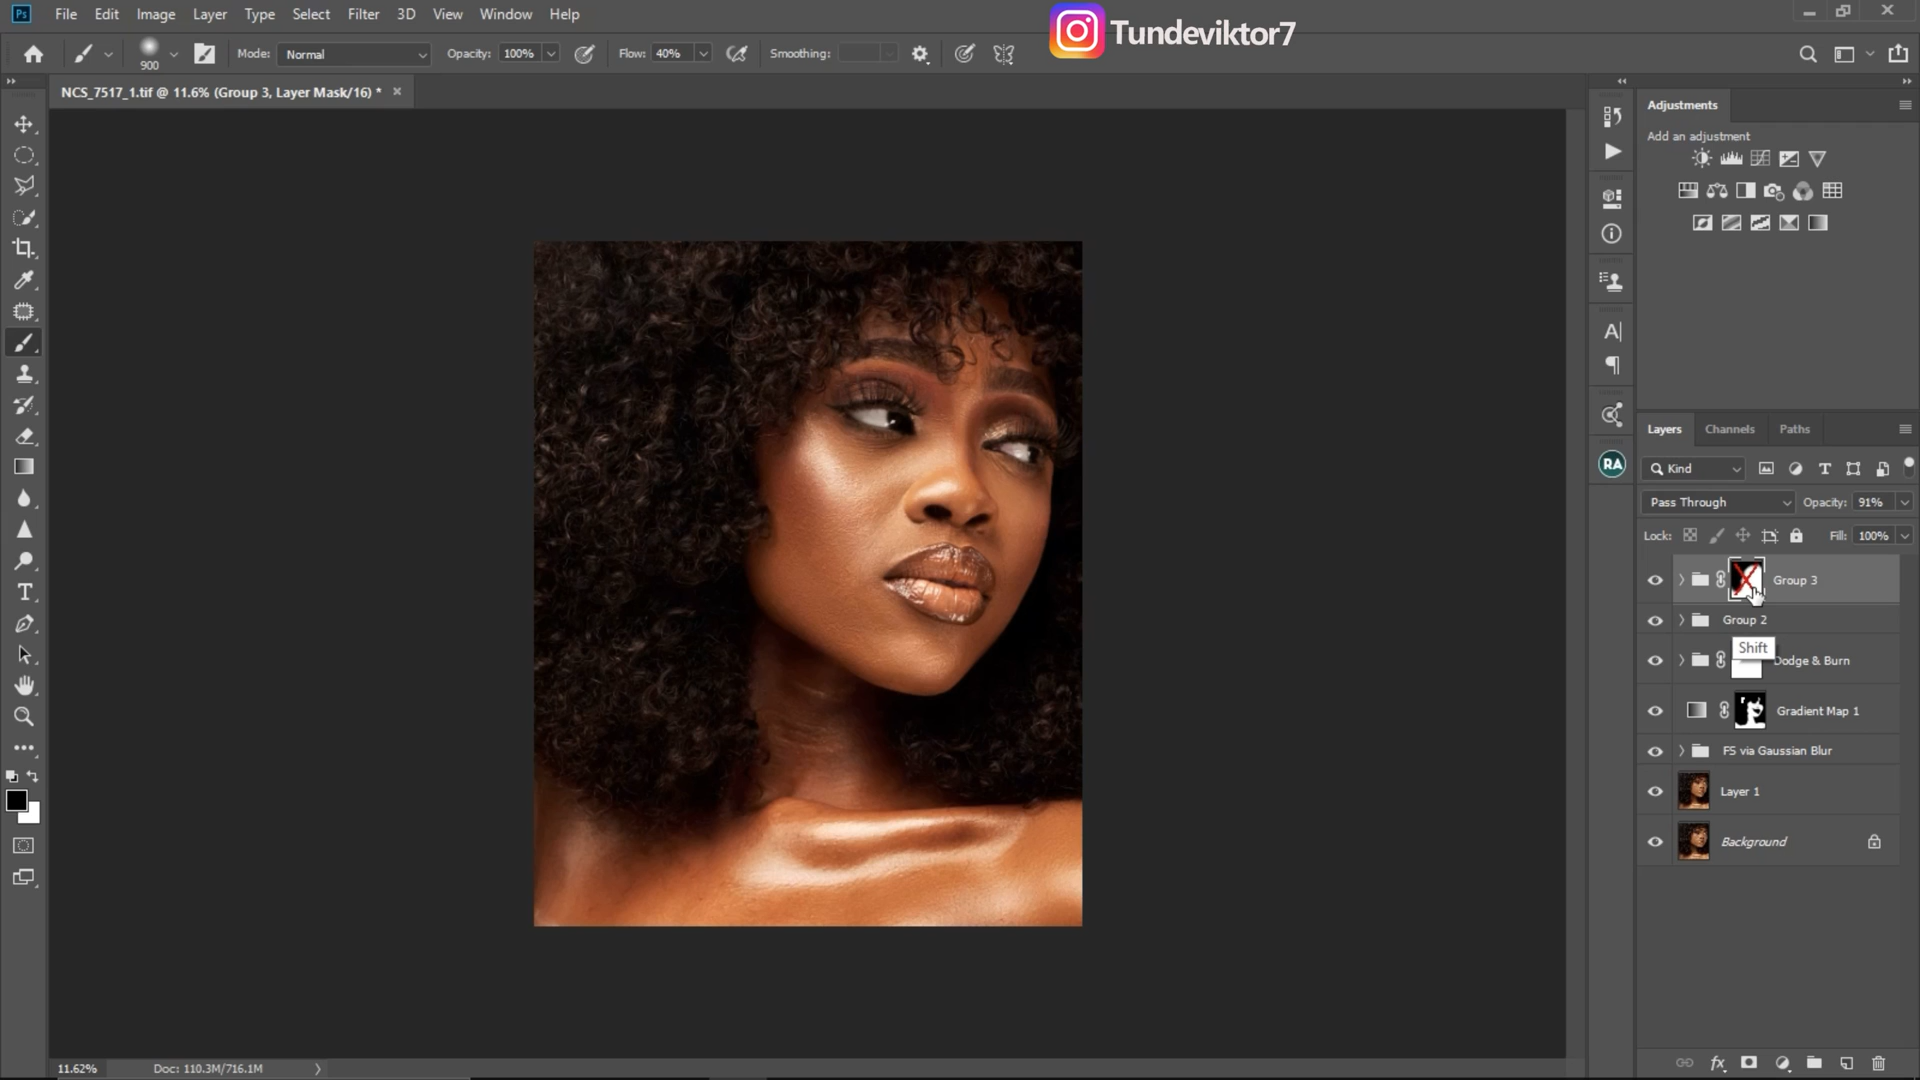 Ps File Edit Image Layer Type Select Filter 3D View Window Help
Tundeviktor7
900 Mode: Normal Opacity: 100% Flow: 40% Smoothing:
NCS_7517_1.tif @ 11.6% (Group 3, Layer Mask/16) *
Adjustments
Add an adjustment
RA
Layers Channels Paths
Kind
Pass Through Opacity: 91%
Lock: Fill: 100%
Group 3
Group 2
Shift
Dodge & Burn
Gradient Map 1
FS via Gaussian Blur
Layer 1
Background
11.62% Doc: 110.3M/716.1M